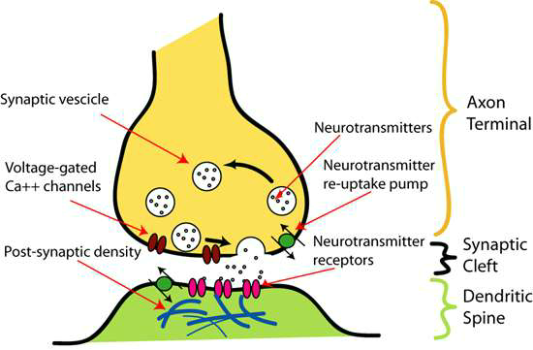 Synaptic vescicle
Neurotransmitters
Axon
Terminal
Voltage-gated
Ca++ channels
Neurotransmitter
re-uptake pump
Post-synaptic density
Neurotransmitter
receptors
Synaptic
Cleft
Dendritic
Spine